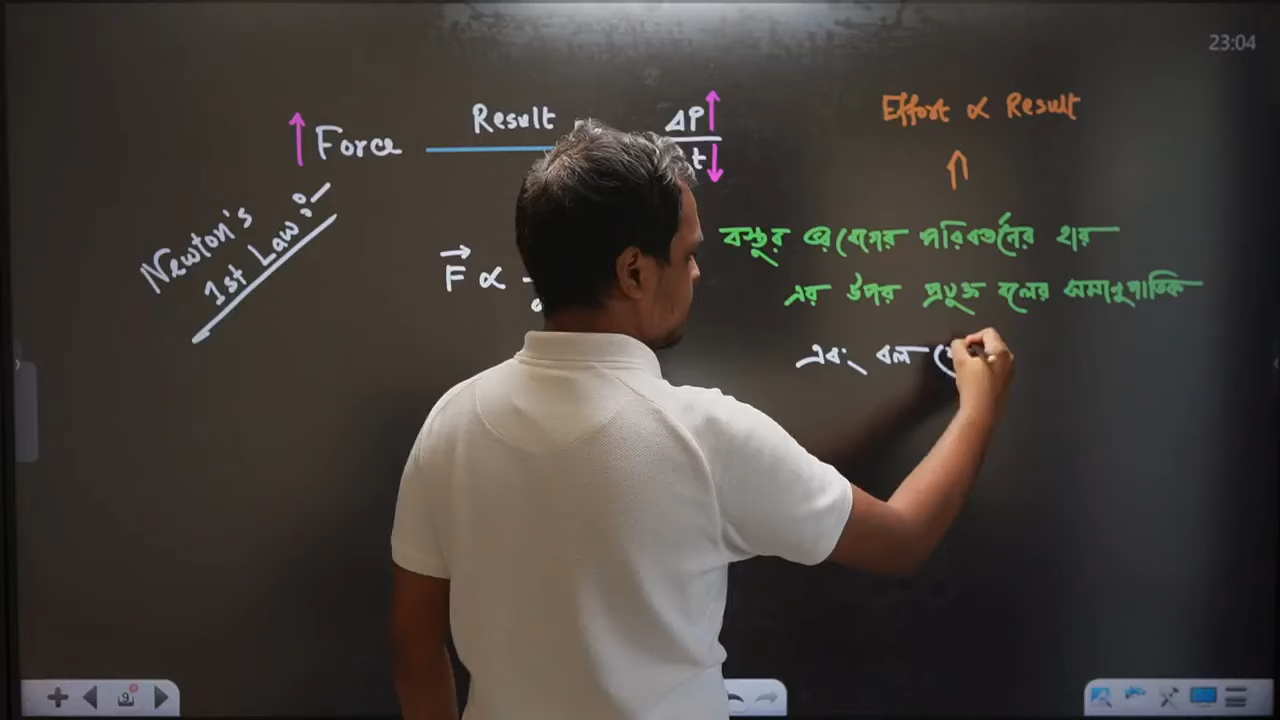 23:04
Force Result ΔP
t
Effort ∝ Result
⇑
Newton's
1st Law :-
F ∝
বস্তুর ভরবেগের পরিবর্তনের হার
এর উপর প্রযুক্ত বলের সমানুপাতিক
এবং বল